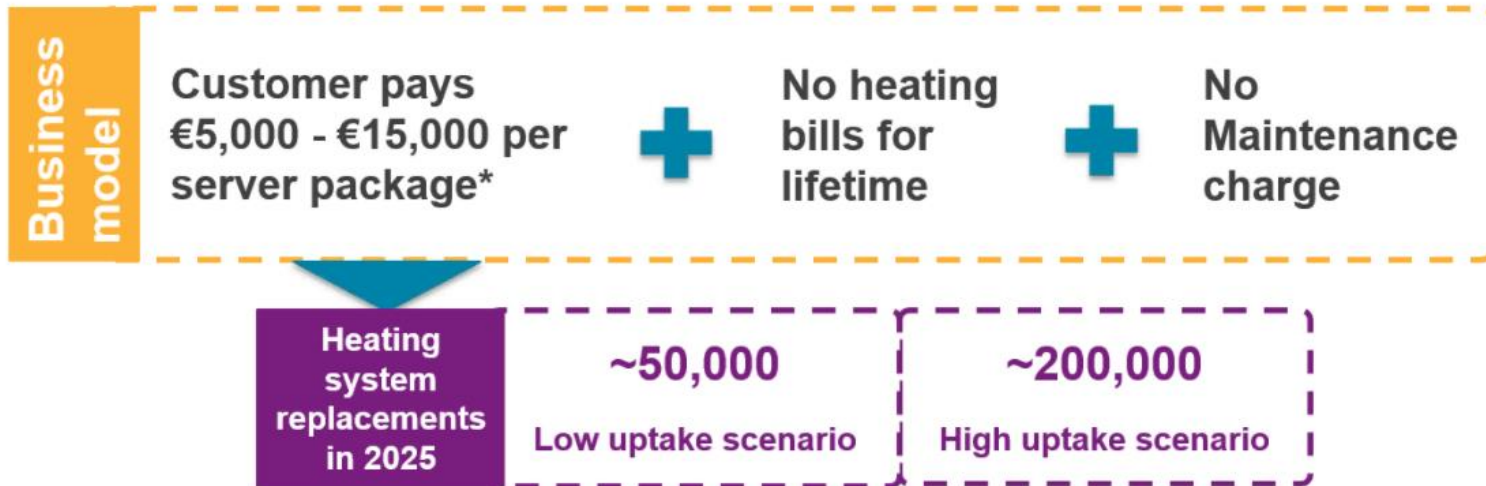 Business
model
Customer pays
€5,000 - €15,000 per
server package*
No heating
bills for
lifetime
No
Maintenance
charge
Heating
system
replacements
in 2025
~50,000
Low uptake scenario
~200,000
High uptake scenario